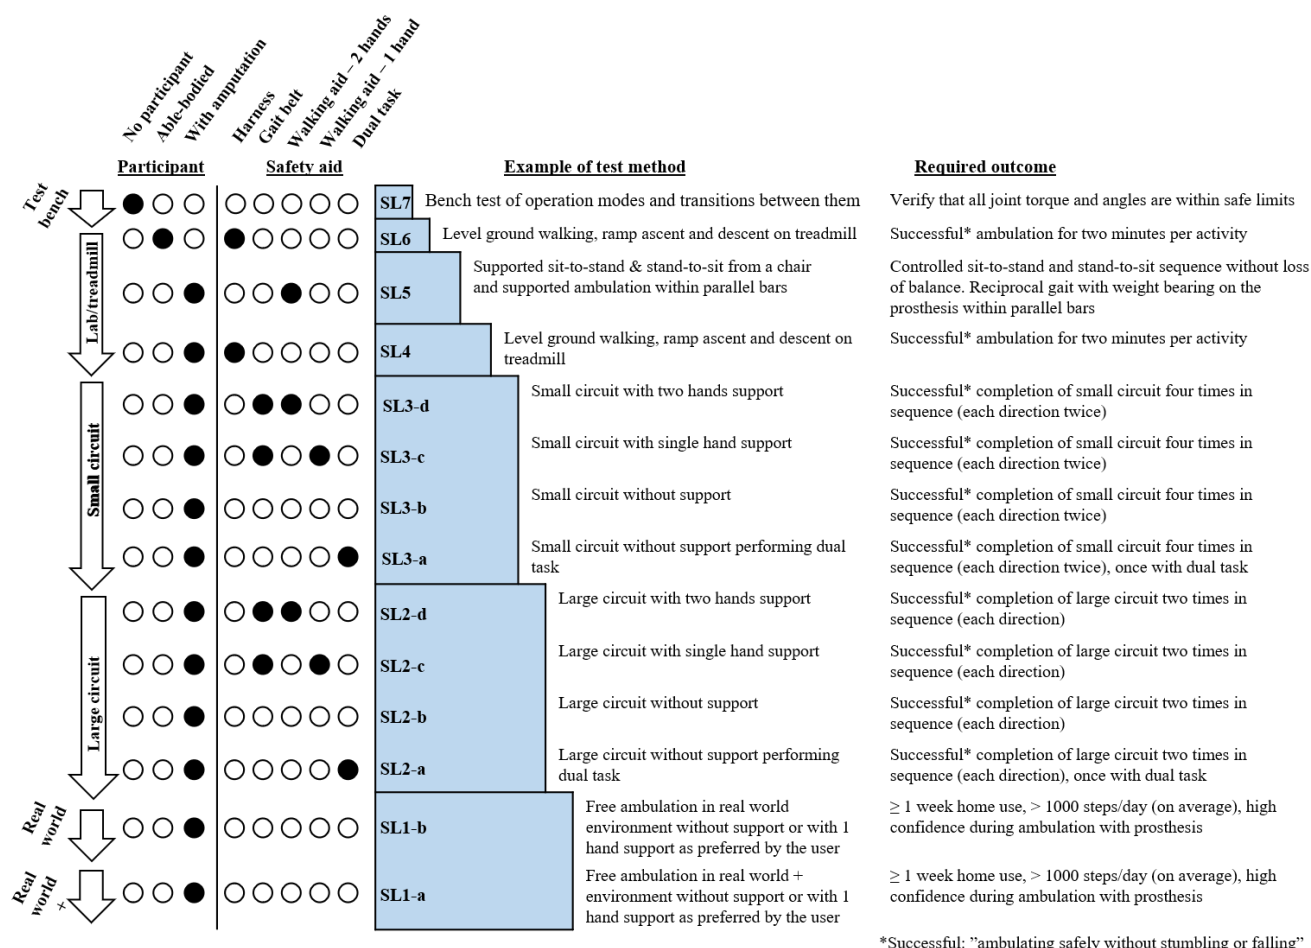 No participant
Able-bodied
With amputation
Harness
Gait belt
Walking aid – 2 hands
Walking aid – 1 hand
Dual task
Participant
Safety aid
Example of test method
Required outcome
Test
bench
SL7
Bench test of operation modes and transitions between them
Verify that all joint torque and angles are within safe limits
Lab/treadmill
SL6
Level ground walking, ramp ascent and descent on treadmill
Successful* ambulation for two minutes per activity
SL5
Supported sit-to-stand & stand-to-sit from a chair
and supported ambulation within parallel bars
Controlled sit-to-stand and stand-to-sit sequence without loss
of balance. Reciprocal gait with weight bearing on the
prosthesis within parallel bars
SL4
Level ground walking, ramp ascent and descent on
treadmill
Successful* ambulation for two minutes per activity
Small circuit
SL3-d
Small circuit with two hands support
Successful* completion of small circuit four times in
sequence (each direction twice)
SL3-c
Small circuit with single hand support
Successful* completion of small circuit four times in
sequence (each direction twice)
SL3-b
Small circuit without support
Successful* completion of small circuit four times in
sequence (each direction twice)
SL3-a
Small circuit without support performing dual
task
Successful* completion of small circuit four times in
sequence (each direction twice), once with dual task
Large circuit
SL2-d
Large circuit with two hands support
Successful* completion of large circuit two times in
sequence (each direction)
SL2-c
Large circuit with single hand support
Successful* completion of large circuit two times in
sequence (each direction)
SL2-b
Large circuit without support
Successful* completion of large circuit two times in
sequence (each direction)
SL2-a
Large circuit without support performing
dual task
Successful* completion of large circuit two times in
sequence (each direction), once with dual task
Real
world
SL1-b
Free ambulation in real world
environment without support or with 1
hand support as preferred by the user
≥ 1 week home use, > 1000 steps/day (on average), high
confidence during ambulation with prosthesis
Real
world
+
SL1-a
Free ambulation in real world +
environment without support or with 1
hand support as preferred by the user
≥ 1 week home use, > 1000 steps/day (on average), high
confidence during ambulation with prosthesis
*Successful: ”ambulating safely without stumbling or falling”